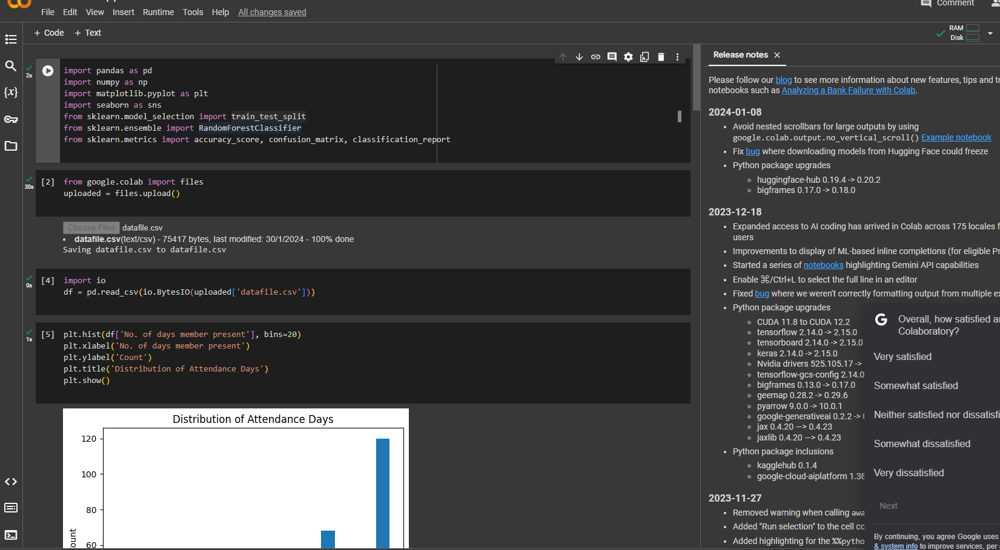 File Edit View Insert Runtime Tools Help All changes saved
Comment
+ Code + Text
RAM
Disk
2s
import pandas as pd
import numpy as np
import matplotlib.pyplot as plt
import seaborn as sns
from sklearn.model_selection import train_test_split
from sklearn.ensemble import RandomForestClassifier
from sklearn.metrics import accuracy_score, confusion_matrix, classification_report
30s
[2] from google.colab import files
uploaded = files.upload()
Choose Files datafile.csv
• datafile.csv(text/csv) - 75417 bytes, last modified: 30/1/2024 - 100% done
Saving datafile.csv to datafile.csv
0s
[4] import io
df = pd.read_csv(io.BytesIO(uploaded['datafile.csv']))
1s
[5] plt.hist(df['No. of days member present'], bins=20)
plt.xlabel('No. of days member present')
plt.ylabel('Count')
plt.title('Distribution of Attendance Days')
plt.show()
Distribution of Attendance Days
120
100
80
60
Release notes
Please follow our blog to see more information about new features, tips and
notebooks such as Analyzing a Bank Failure with Colab.
2024-01-08
• Avoid nested scrollbars for large outputs by using
google.colab.output.no_vertical_scroll() Example notebook
• Fix bug where downloading models from Hugging Face could freeze
• Python package upgrades
huggingface-hub 0.19.4 -> 0.20.2
bigframes 0.17.0 -> 0.18.0
2023-12-18
• Expanded access to AI coding has arrived in Colab across 175 locales
users
• Improvements to display of ML-based inline completions (for eligible
• Started a series of notebooks highlighting Gemini API capabilities
• Enable ⌘/Ctrl+L to select the full line in an editor
• Fixed bug where we weren't correctly formatting output from multiple
• Python package upgrades
CUDA 11.8 to CUDA 12.2
tensorflow 2.14.0 -> 2.15.0
tensorboard 2.14.0 -> 2.15.0
keras 2.14.0 -> 2.15.0
Nvidia drivers 525.105.17 ->
tensorflow-gcs-config 2.14.0
bigframes 0.13.0 -> 0.17.0
geemap 0.28.2 -> 0.29.6
pyarrow 9.0.0 -> 10.0.1
google-generativeai 0.2.2 ->
jax 0.4.20 —> 0.4.23
jaxlib 0.4.20 —> 0.4.23
• Python package inclusions
kagglehub 0.1.4
google-cloud-aiplatform 1.38
2023-11-27
• Removed warning when calling
• Added "Run selection" to the cell
• Added highlighting for the %%
G Overall, how satisfied
Colaboratory?
Very satisfied
Somewhat satisfied
Neither satisfied nor
Somewhat dissatisfied
Very dissatisfied
Next
By continuing, you agree Google uses
& system info to improve services, per